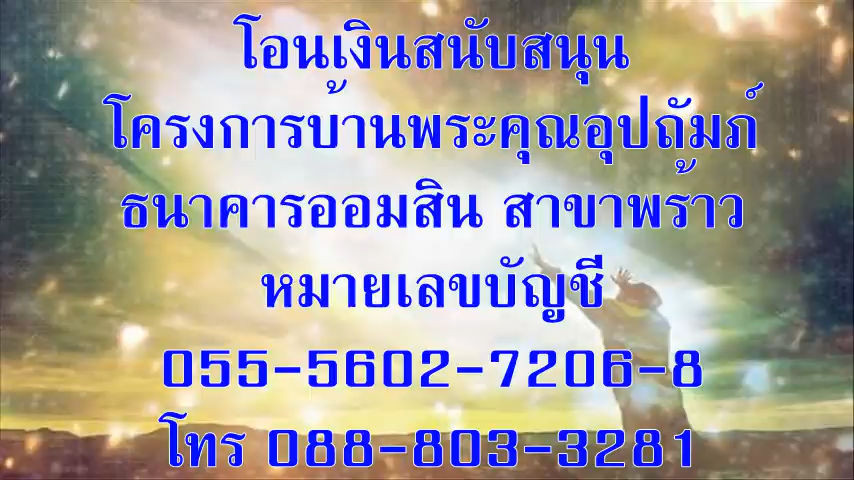 โอนเงินสนับสนุน
โครงการบ้านพระคุณอุปถัมภ์
ธนาคารออมสิน สาขาพร้าว
หมายเลขบัญชี
055-5602-7206-8
โทร 088-803-3281